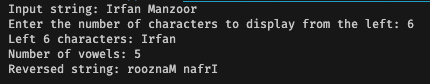 Input string: Irfan Manzoor
Enter the number of characters to display from the left: 6
Left 6 characters: Irfan
Number of vowels: 5
Reversed string: rooznaM nafrI